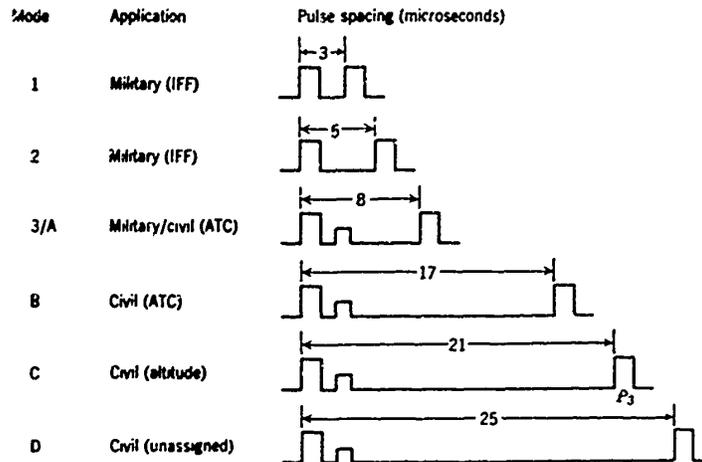 Mode Application Pulse spacing (microseconds)
3
1 Military (IFF)
5
2 Military (IFF)
8
3/A Military/civil (ATC)
17
B Civil (ATC)
21
C Civil (altitude)
P3
25
D Civil (unassigned)